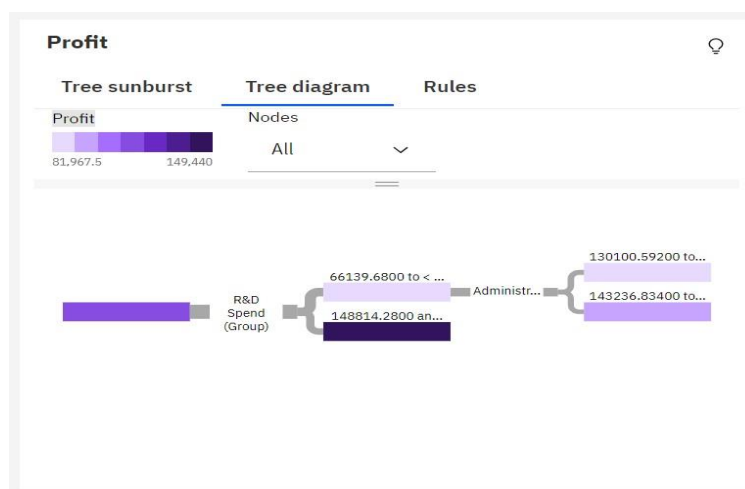 Profit
Tree sunburst Tree diagram Rules
Profit Nodes
All
81,967.5 149,440
130100.59200 to...
66139.6800 to < ...
Administr...
R&D
Spend
(Group)
143236.83400 to...
148814.2800 an...